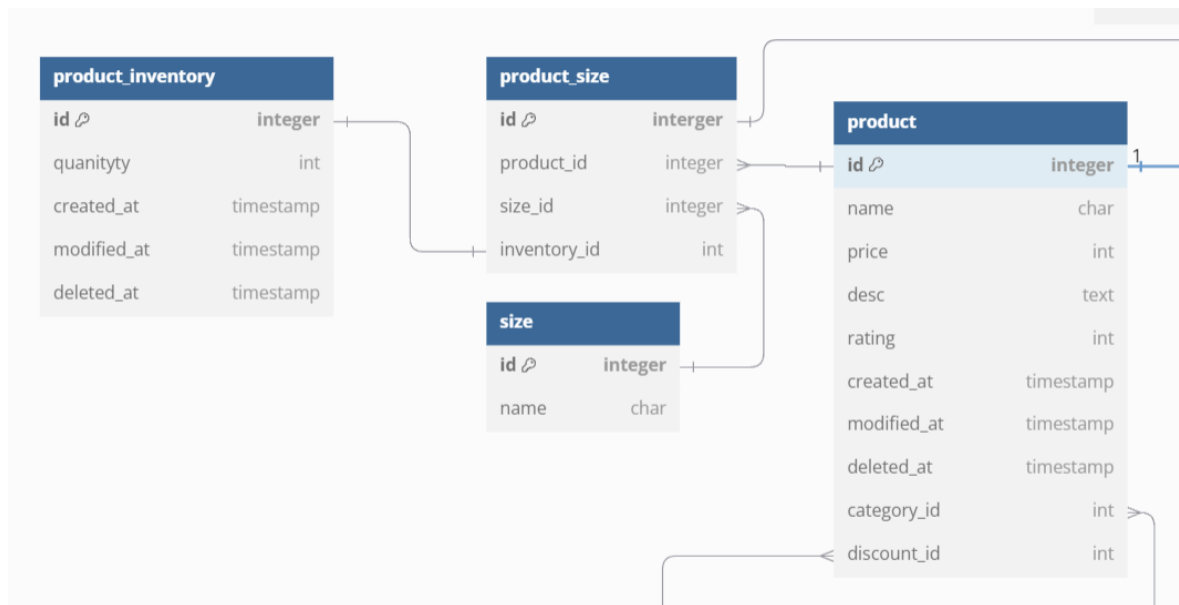 product_inventory
id integer
quanityty int
created_at timestamp
modified_at timestamp
deleted_at timestamp
product_size
id interger
product_id integer
size_id integer
inventory_id int
size
id integer
name char
product
id integer 1
name char
price int
desc text
rating int
created_at timestamp
modified_at timestamp
deleted_at timestamp
category_id int
discount_id int